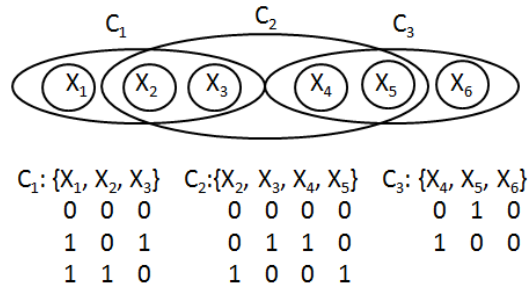 C₁ C₂ C₃
X₁ X₂ X₃ X₄ X₅ X₆
C₁: {X₁, X₂, X₃} C₂:{X₂, X₃, X₄, X₅} C₃: {X₄, X₅, X₆}
0 0 0 0 0 0 0 0 1 0
1 0 1 0 1 1 0 1 0 0
1 1 0 1 0 0 1